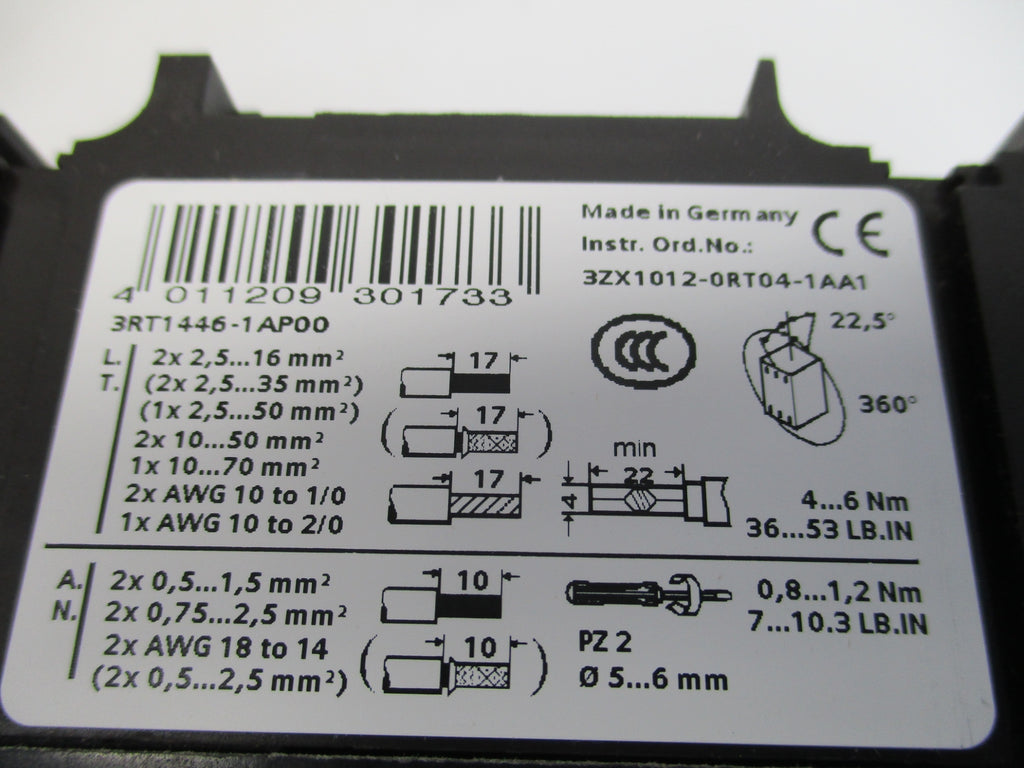 Made in Germany CE
Instr. Ord.No.:
3ZX1012-0RT04-1AA1
4 011209 301733
3RT1446-1AP00
CCC
22,5°
360°
L. 2x 2,5...16 mm² 17
T. (2x 2,5...35 mm²)
(1x 2,5...50 mm²) ( 17 )
2x 10...50 mm²
1x 10...70 mm² 17
2x AWG 10 to 1/0
1x AWG 10 to 2/0
min
22
4
4...6 Nm
36...53 LB.IN
A. 2x 0,5...1,5 mm² 10
N. 2x 0,75...2,5 mm²
2x AWG 18 to 14
(2x 0,5...2,5 mm²) ( 10 )
0,8...1,2 Nm
7...10.3 LB.IN
PZ 2
Ø 5...6 mm